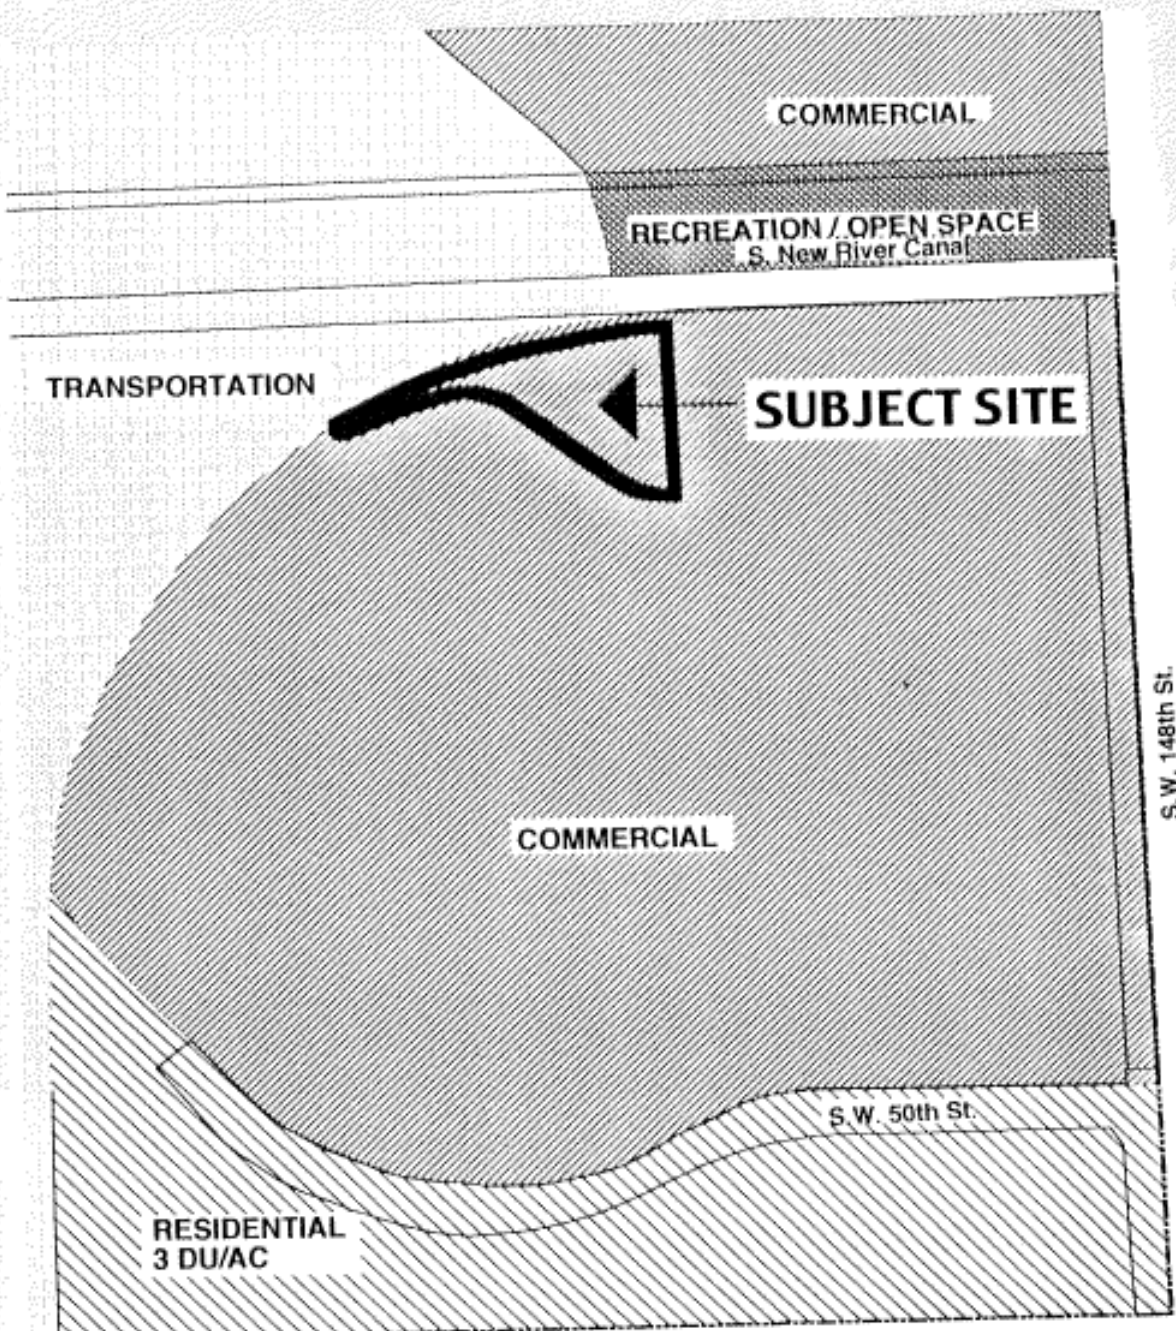 COMMERCIAL
RECREATION / OPEN SPACE
S. New River Canal
TRANSPORTATION
SUBJECT SITE
S.W. 148th St.
COMMERCIAL
S.W. 50th St.
RESIDENTIAL
3 DU/AC